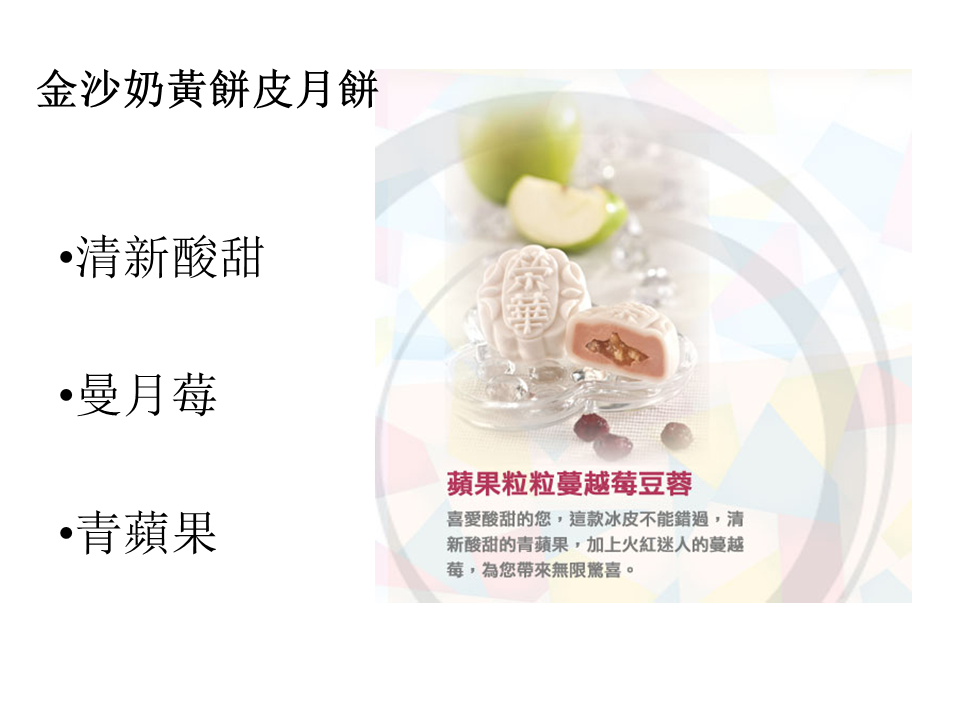 金沙奶黃餅皮月餅
•清新酸甜
•曼月莓
•青蘋果
榮華
蘋果粒粒蔓越莓豆蓉
喜愛酸甜的您，這款冰皮不能錯過，清
新酸甜的青蘋果，加上火紅迷人的蔓越
莓，為您帶來無限驚喜。